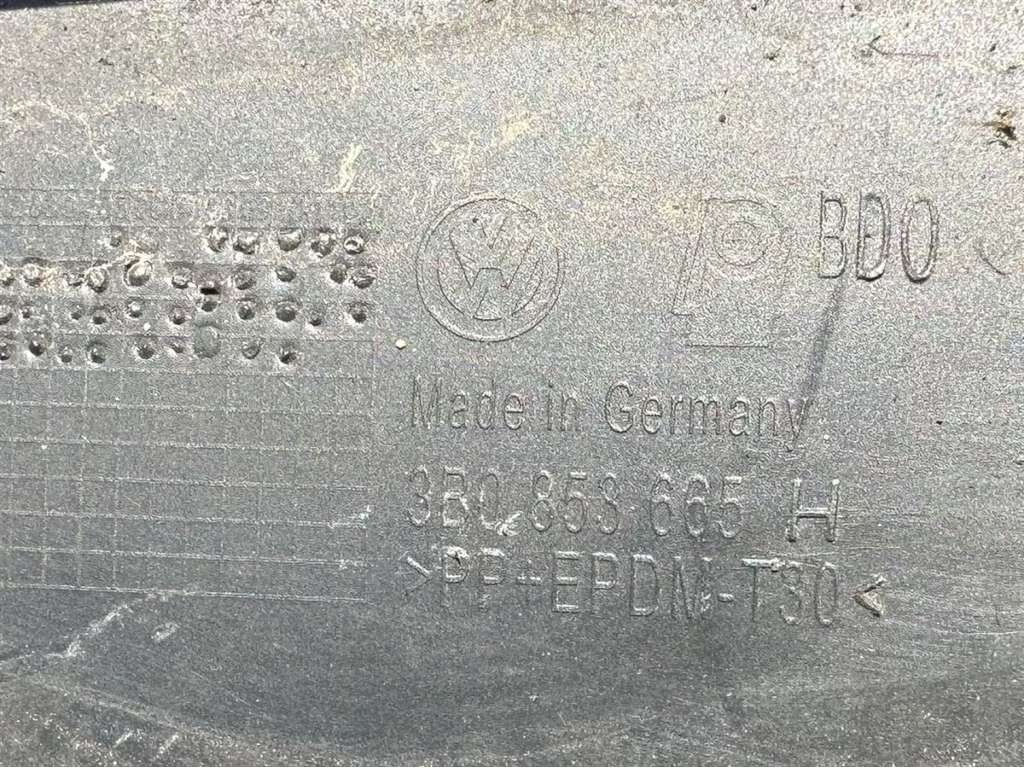 BDO
Made in Germany
3B0 853 665 H
>PP+EPDM-T30<